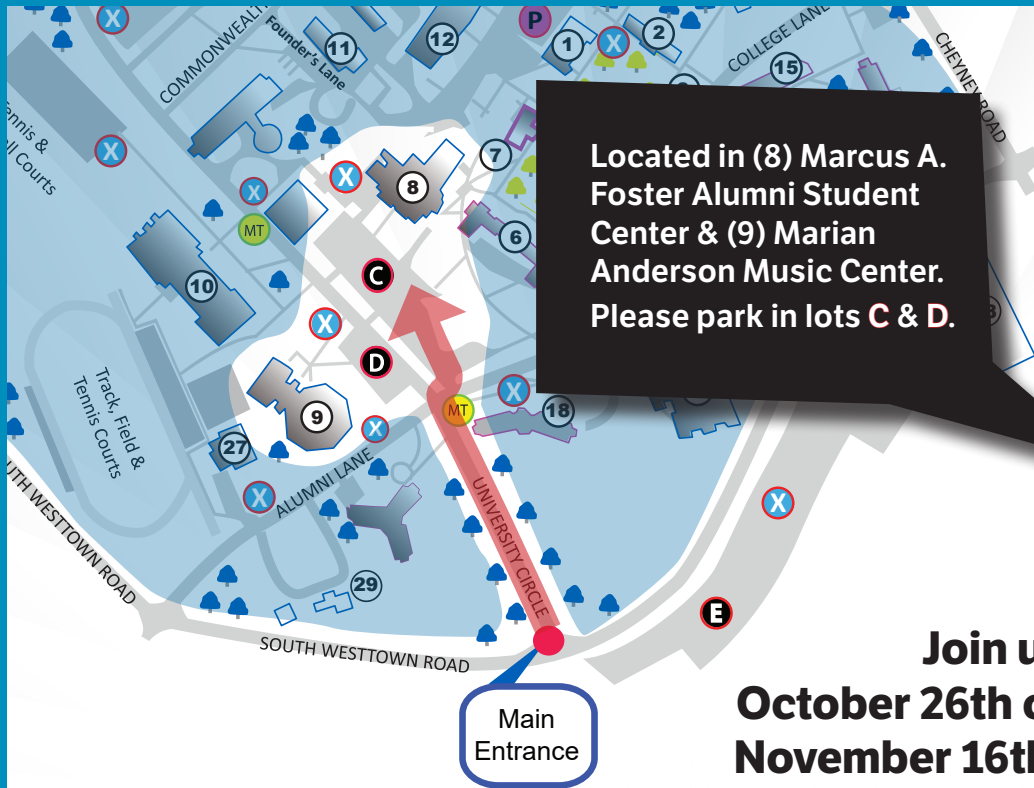 X
COMMONWEALTH
Founder's Lane
11
12
P
1
X
2
COLLEGE LANE
15
CHEYNEY ROAD
Tennis &
Courts
X
X
MT
X
8
7
6
10
C
X
D
Located in (8) Marcus A.
Foster Alumni Student
Center & (9) Marian
Anderson Music Center.
Please park in lots C & D.
Track, Field &
Tennis Courts
9
X
MT
X
18
27
X
ALUMNI LANE
UNIVERSITY CIRCLE
X
E
29
SOUTH WESTTOWN ROAD
WESTTOWN ROAD
Main
Entrance
Join
October 26th
November 16th